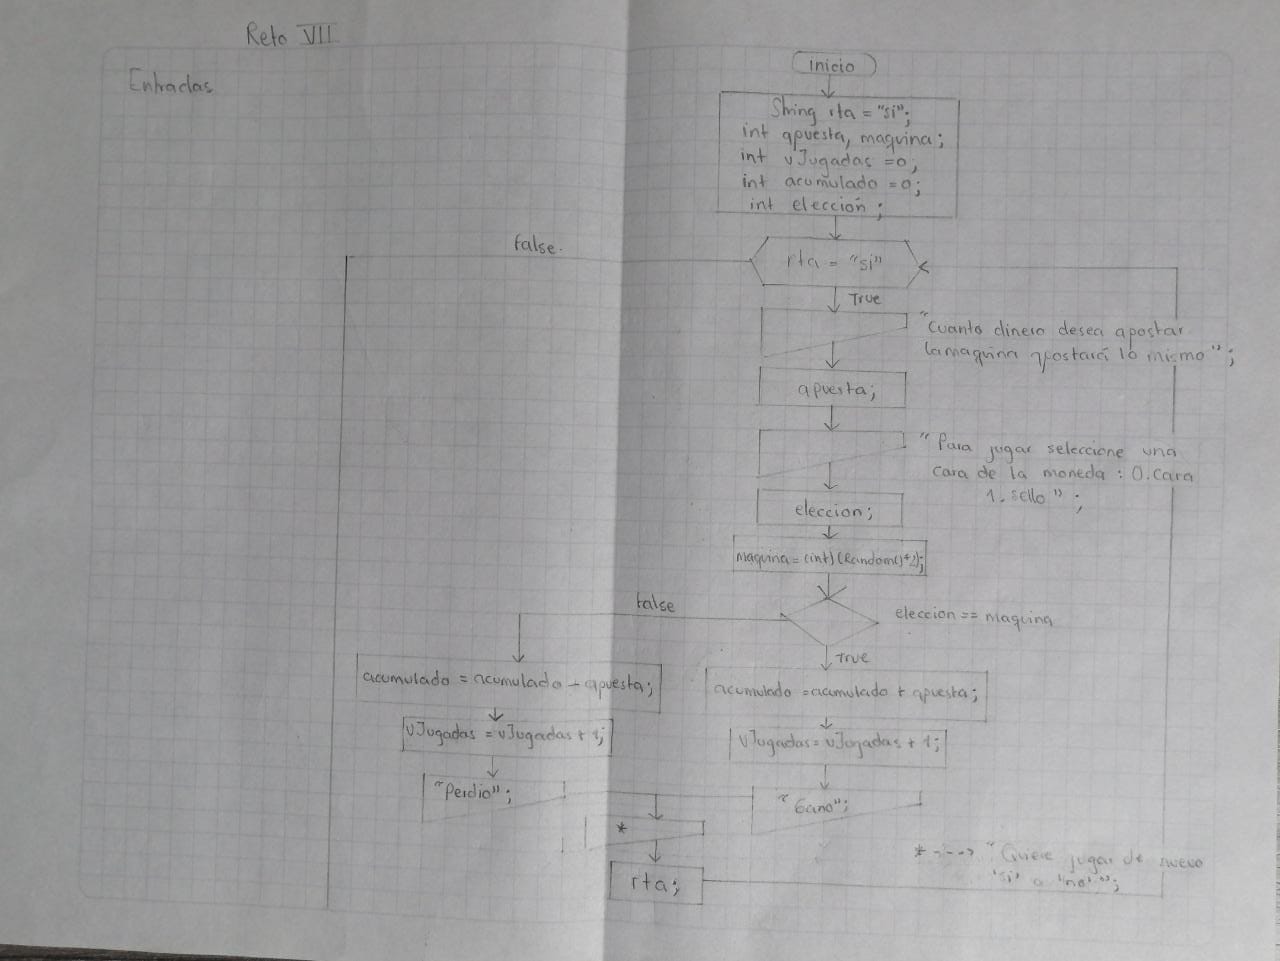 Reto VII
Entradas
inicio
String rta = "si";
int apuesta, maquina;
int vJugadas =0;
int acumulado =0;
int elección;
false.
rta = "si"
True
"Cuanto dinero desea apostar
la maquina apostará lo mismo";
apuesta;
"Para jugar seleccione una
cara de la moneda : 0.Cara
1. sello";
eleccion;
maquina = (int)(Random()*2);
false
eleccion == maquina
True
acumulado = acumulado - apuesta;
acumulado = acumulado + apuesta;
vJugadas = vJugadas + 1;
vJugadas = vJugadas + 1;
"Perdio";
"Gano";
*
* ---> "Quiere jugar de nuevo
'si' o 'no'";
rta;